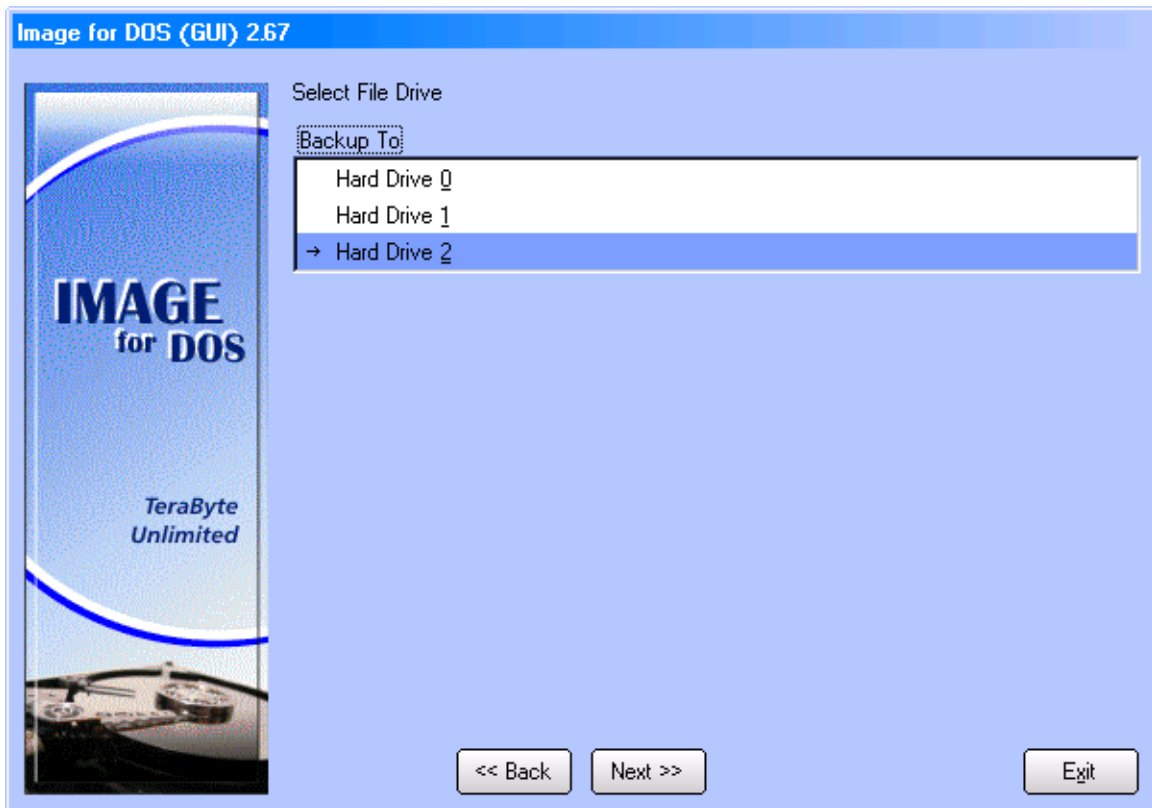 Image for DOS (GUI) 2.67
IMAGE
for DOS
TeraByte
Unlimited
Select File Drive
Backup To
Hard Drive 0
Hard Drive 1
→ Hard Drive 2
<< Back
Next >>
Exit